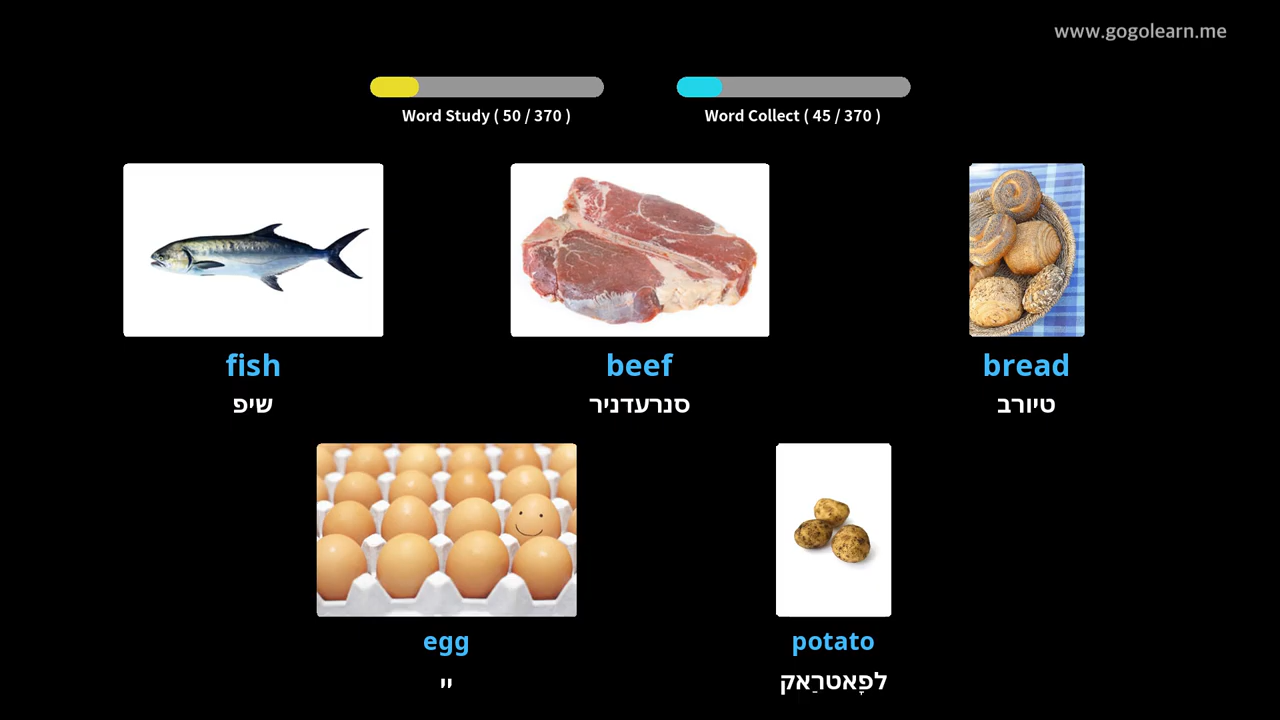 www.gogolearn.me
Word Study ( 50 / 370 )
Word Collect ( 45 / 370 )
fish
שיפ
beef
סנרעדניר
bread
טיורב
egg
יי
potato
לפָאטרַאק